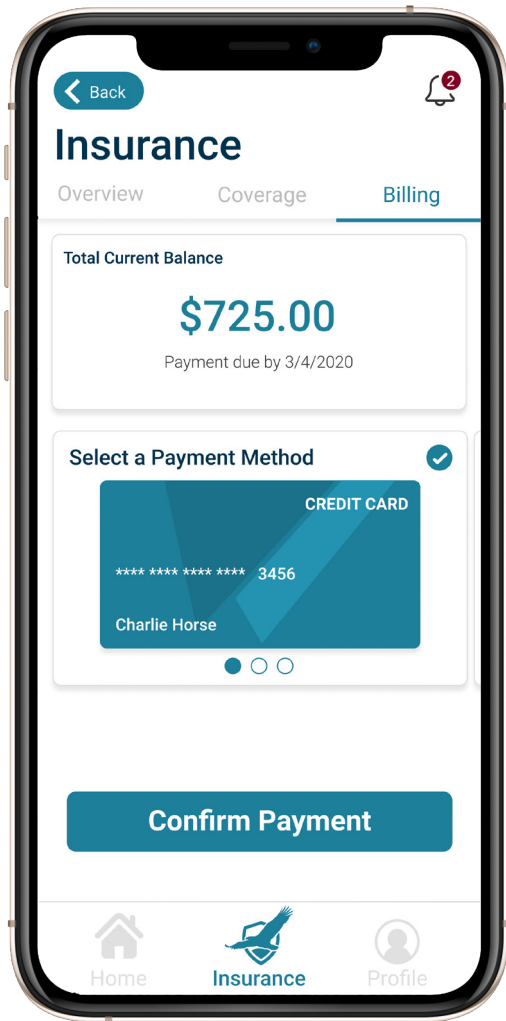 Back
2
Insurance
Overview Coverage Billing
Total Current Balance
$725.00
Payment due by 3/4/2020
Select a Payment Method
CREDIT CARD
**** **** **** **** 3456
Charlie Horse
Confirm Payment
Home Insurance Profile